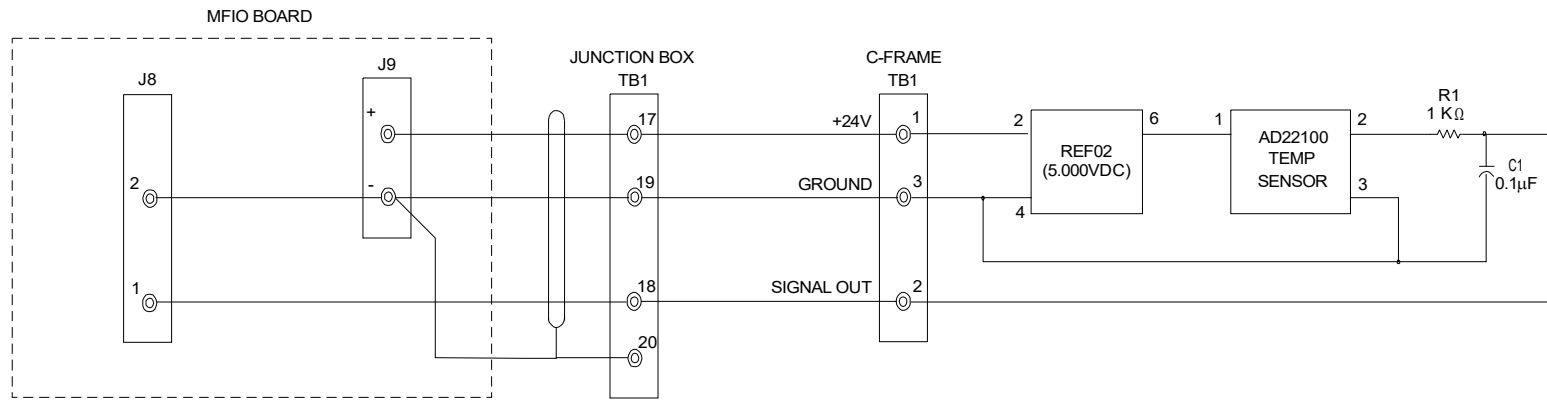 MFIO BOARD
J8
J9
JUNCTION BOX
TB1
C-FRAME
TB1
+
-
2
1
17
19
18
20
+24V
GROUND
SIGNAL OUT
1
3
2
2
4
REF02
(5.000VDC)
6
1
AD22100
TEMP
SENSOR
2
3
R1
1 KΩ
C1
0.1µF